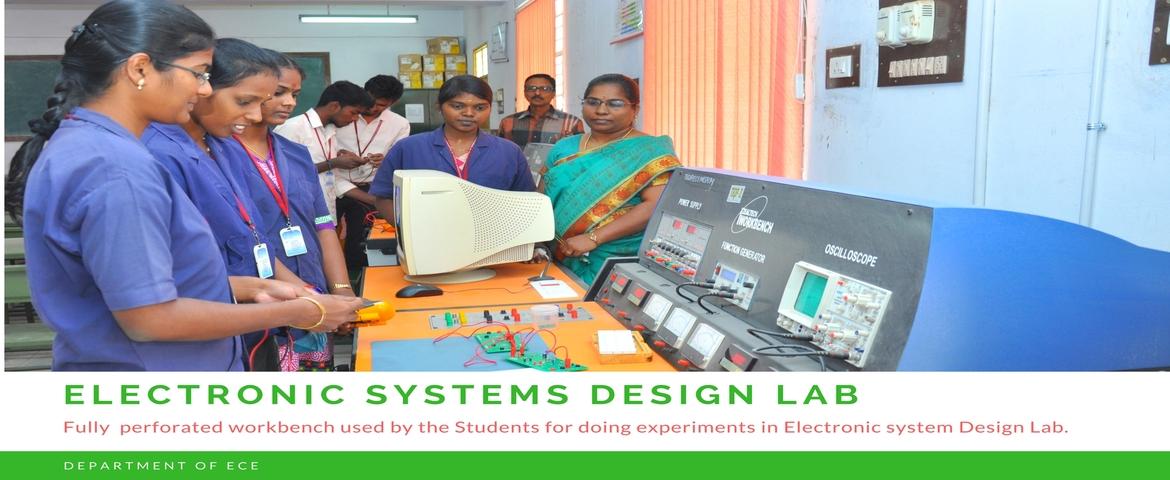 POWER SUPPLY
WORKBENCH
FUNCTION GENERATOR
OSCILLOSCOPE
ELECTRONIC SYSTEMS DESIGN LAB
Fully perforated workbench used by the Students for doing experiments in Electronic system Design Lab.
DEPARTMENT OF ECE